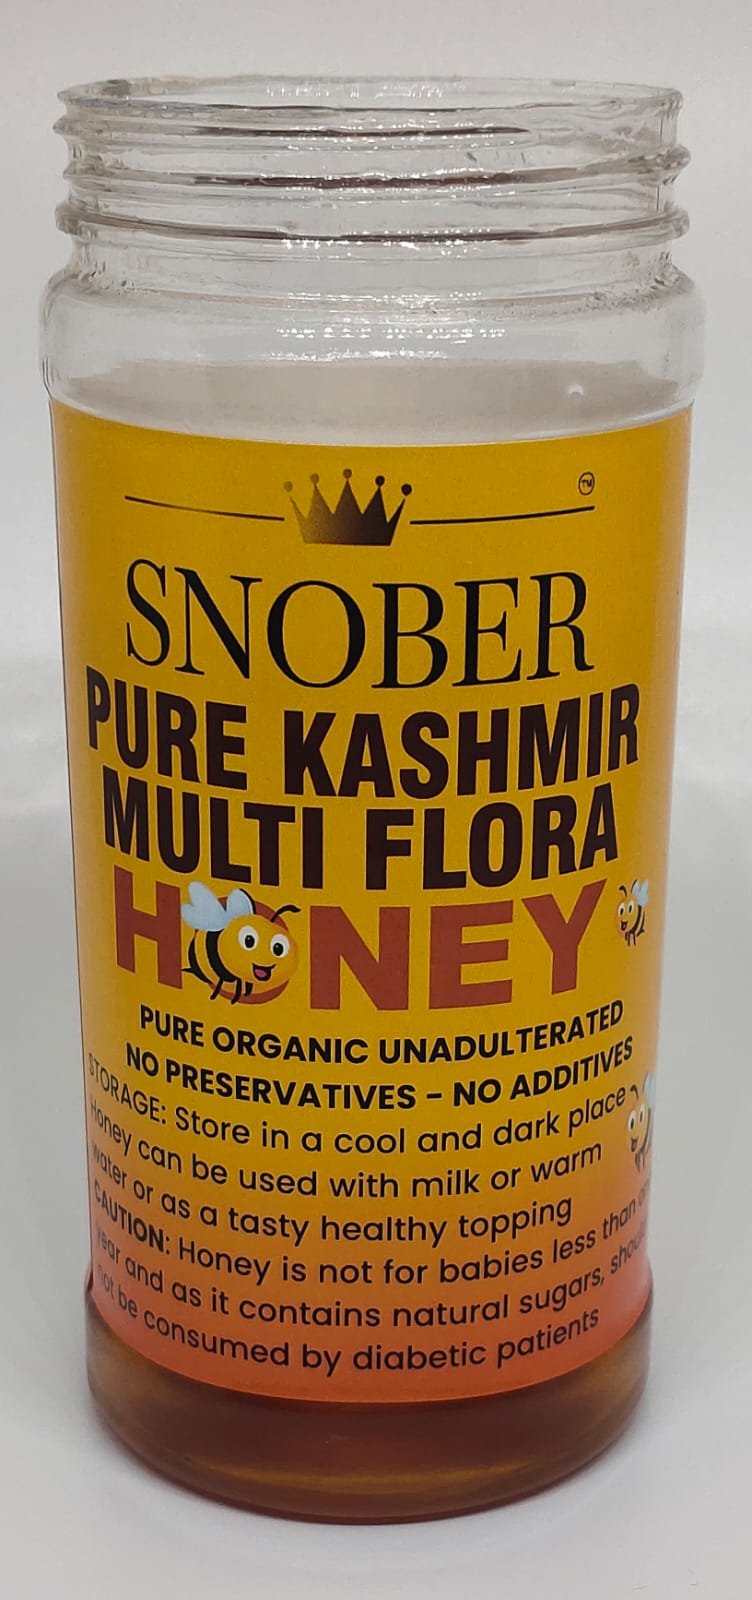 TM
SNOBER
PURE KASHMIR
MULTI FLORA
HONEY
PURE ORGANIC UNADULTERATED
NO PRESERVATIVES – NO ADDITIVES
STORAGE: Store in a cool and dark place
Honey can be used with milk or warm
water or as a tasty healthy topping
CAUTION: Honey is not for babies less than
year and as it contains natural sugars,
not be consumed by diabetic patients